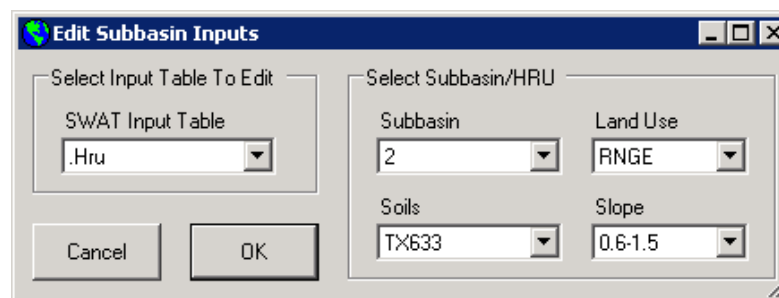 Edit Subbasin Inputs
Select Input Table To Edit
SWAT Input Table
.Hru
Cancel
OK
Select Subbasin/HRU
Subbasin
Land Use
2
RNGE
Soils
Slope
TX633
0.6-1.5